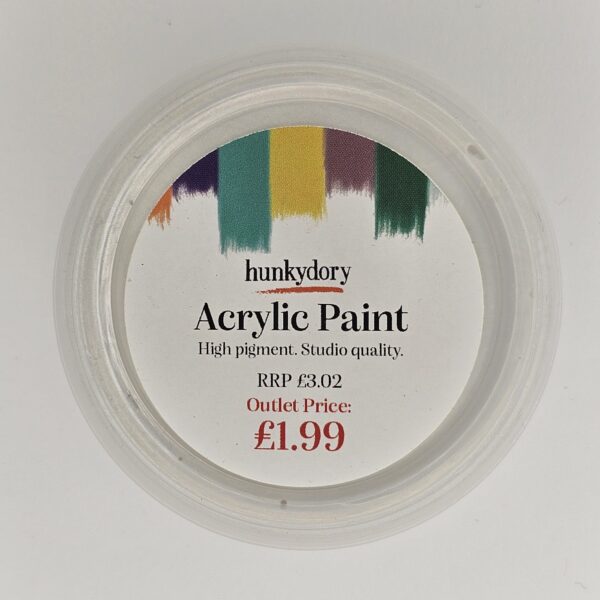 hunkydory
Acrylic Paint
High pigment. Studio quality.
RRP £3.02
Outlet Price:
£1.99